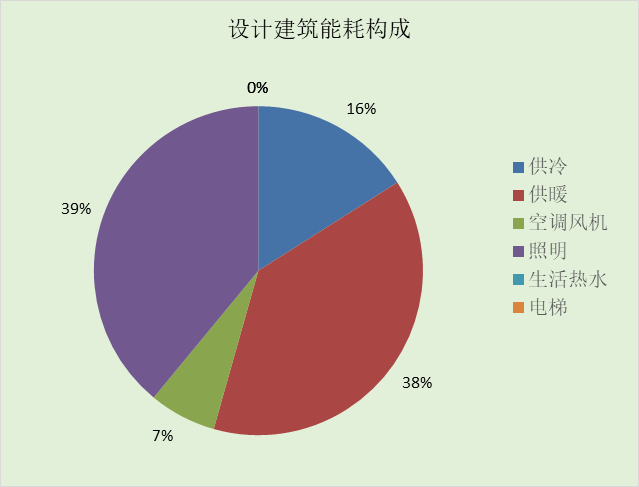 设计建筑能耗构成
0%
16%
39%
38%
7%
供冷
供暖
空调风机
照明
生活热水
电梯